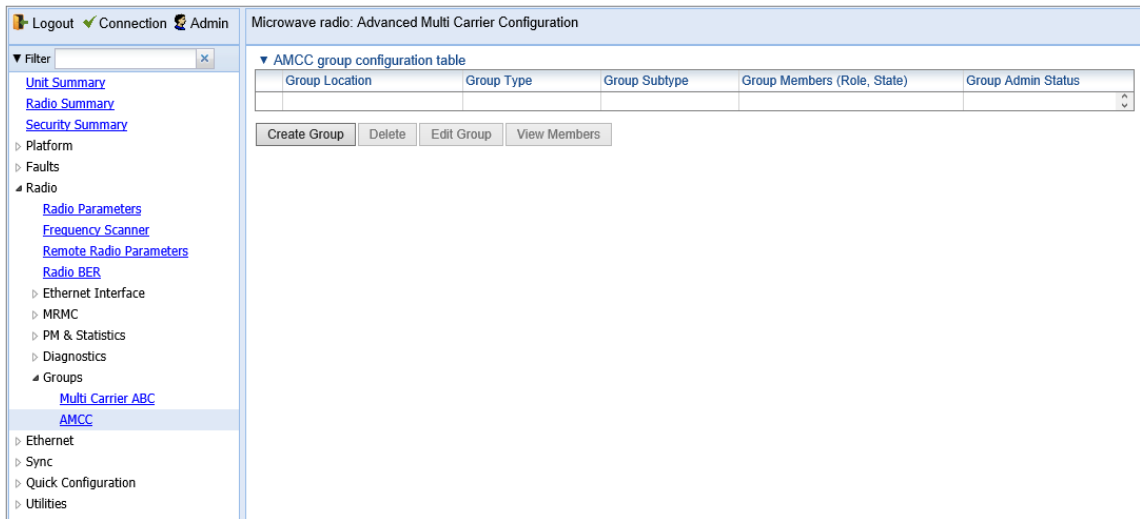 Logout Connection Admin
Filter
Unit Summary
Radio Summary
Security Summary
Platform
Faults
Radio
Radio Parameters
Frequency Scanner
Remote Radio Parameters
Radio BER
Ethernet Interface
MRMC
PM & Statistics
Diagnostics
Groups
Multi Carrier ABC
AMCC
Ethernet
Sync
Quick Configuration
Utilities
Microwave radio: Advanced Multi Carrier Configuration
AMCC group configuration table
Group Location Group Type Group Subtype Group Members (Role, State) Group Admin Status
Create Group Delete Edit Group View Members